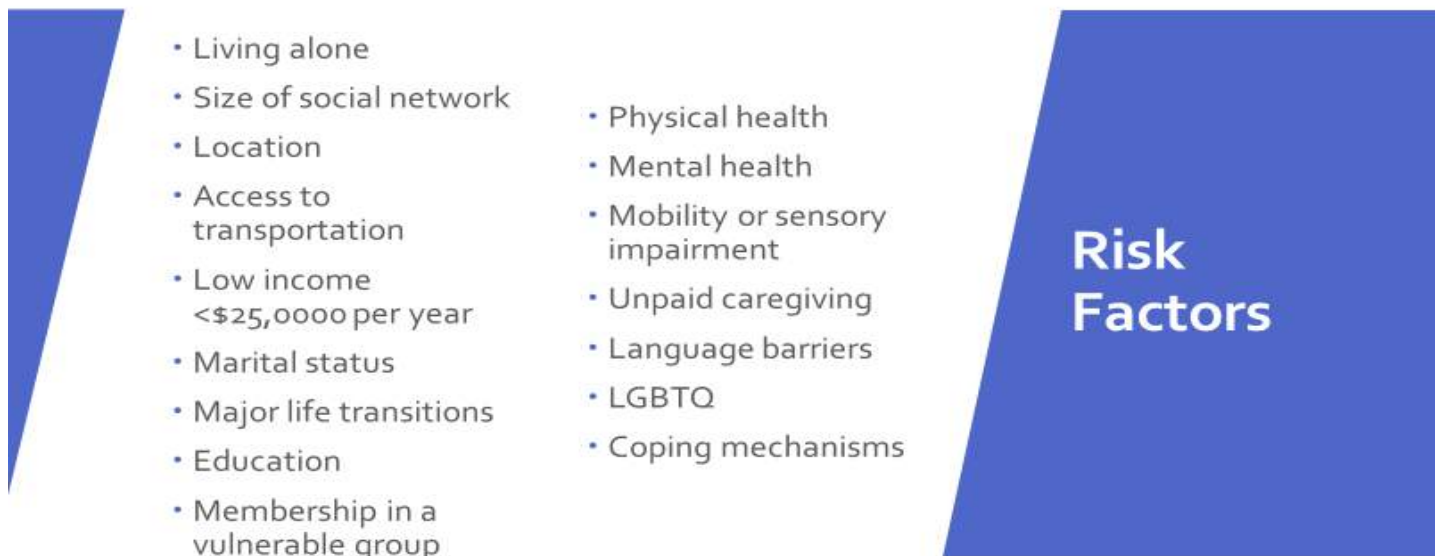 • Living alone
• Size of social network
• Location
• Access to
transportation
• Low income
<$25,0000 per year
• Marital status
• Major life transitions
• Education
• Membership in a
vulnerable group
• Physical health
• Mental health
• Mobility or sensory
impairment
• Unpaid caregiving
• Language barriers
• LGBTQ
• Coping mechanisms
Risk
Factors